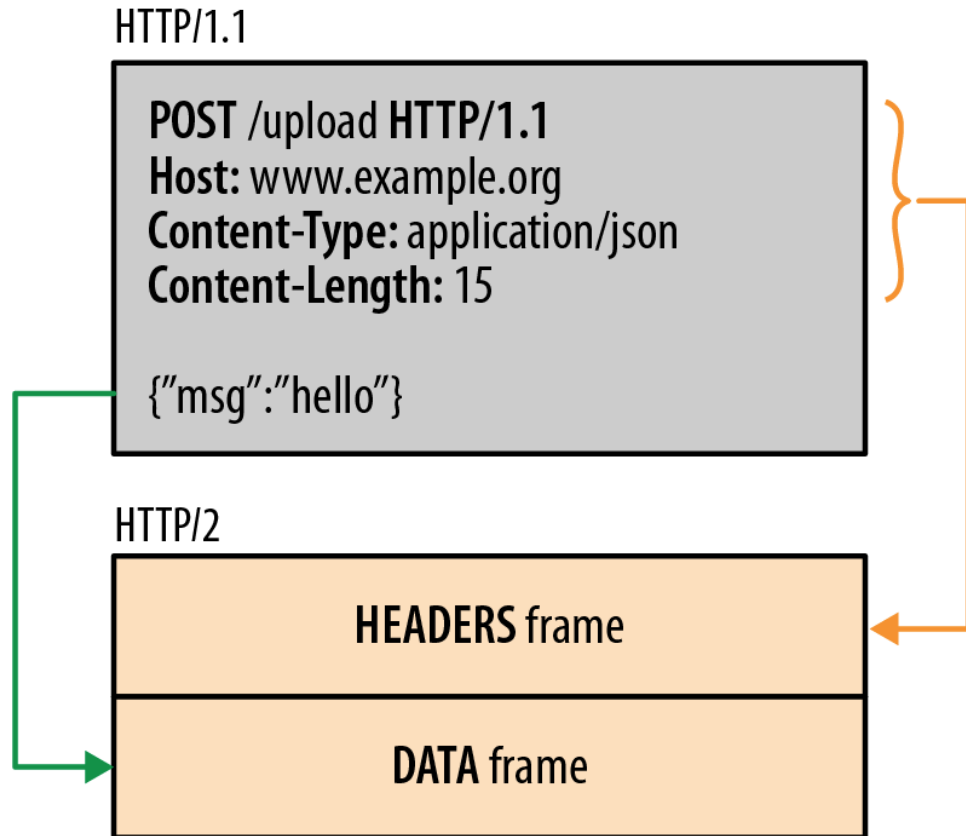 HTTP/1.1
POST /upload HTTP/1.1
Host: www.example.org
Content-Type: application/json
Content-Length: 15
{”msg”:”hello”}
HTTP/2
HEADERS frame
DATA frame